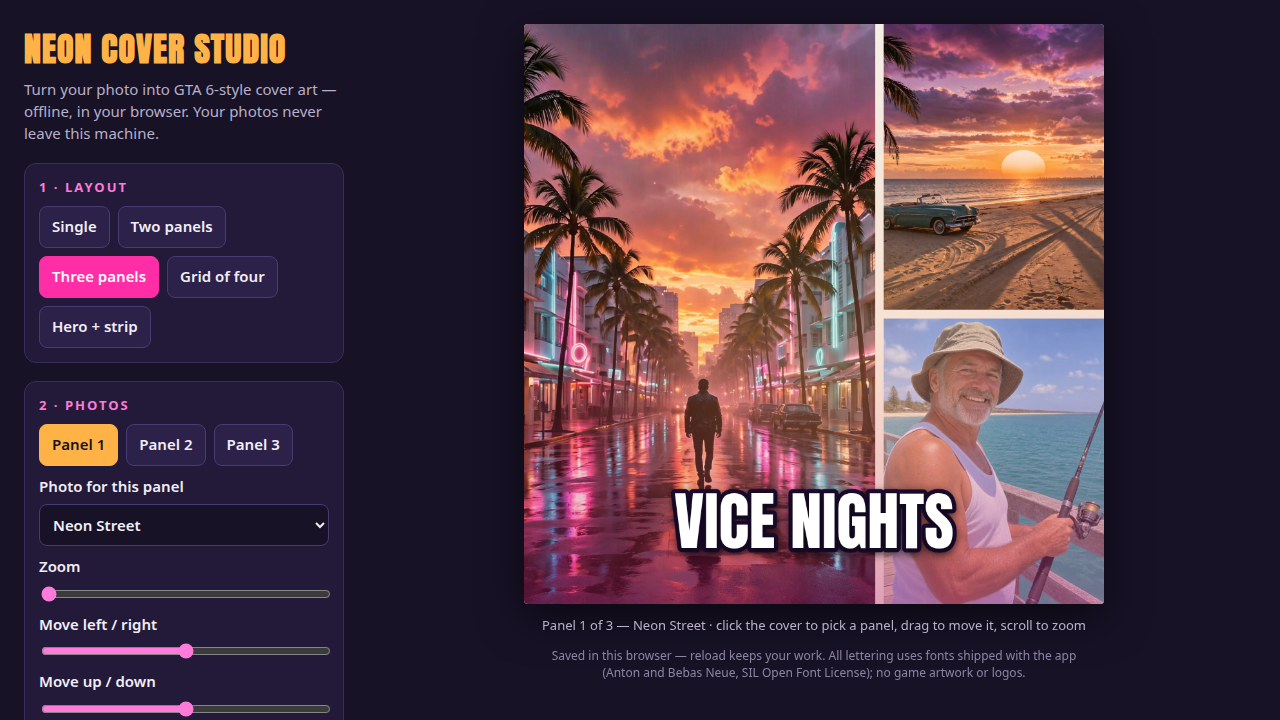 NEON COVER STUDIO
Turn your photo into GTA 6-style cover art —
offline, in your browser. Your photos never
leave this machine.
1 · LAYOUT
Single
Two panels
Three panels
Grid of four
Hero + strip
2 · PHOTOS
Panel 1
Panel 2
Panel 3
Photo for this panel
Neon Street
Zoom
Move left / right
Move up / down
VICE NIGHTS
Panel 1 of 3 — Neon Street · click the cover to pick a panel, drag to move it, scroll to zoom
Saved in this browser — reload keeps your work. All lettering uses fonts shipped with the app
(Anton and Bebas Neue, SIL Open Font License); no game artwork or logos.